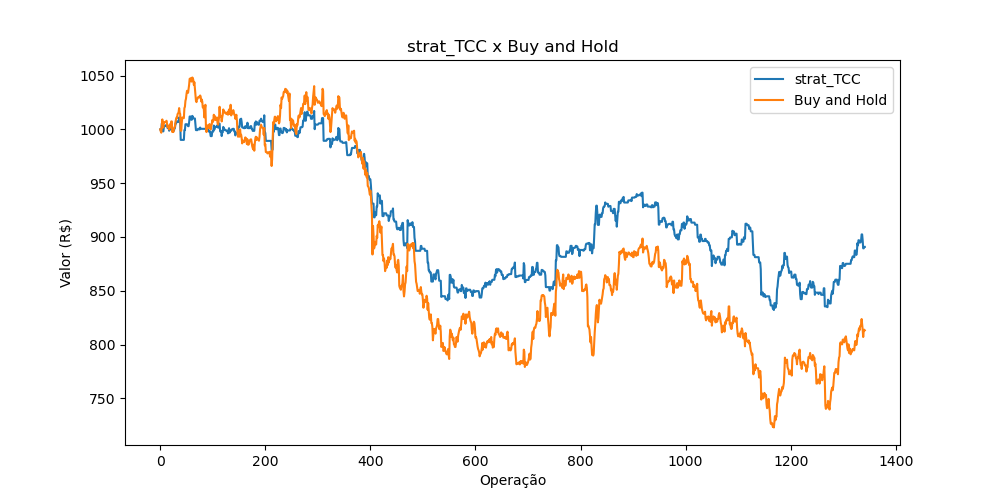 strat_TCC x Buy and Hold
strat_TCC
Buy and Hold
Valor (R$)
1050
1000
950
900
850
800
750
0 200 400 600 800 1000 1200 1400
Operação